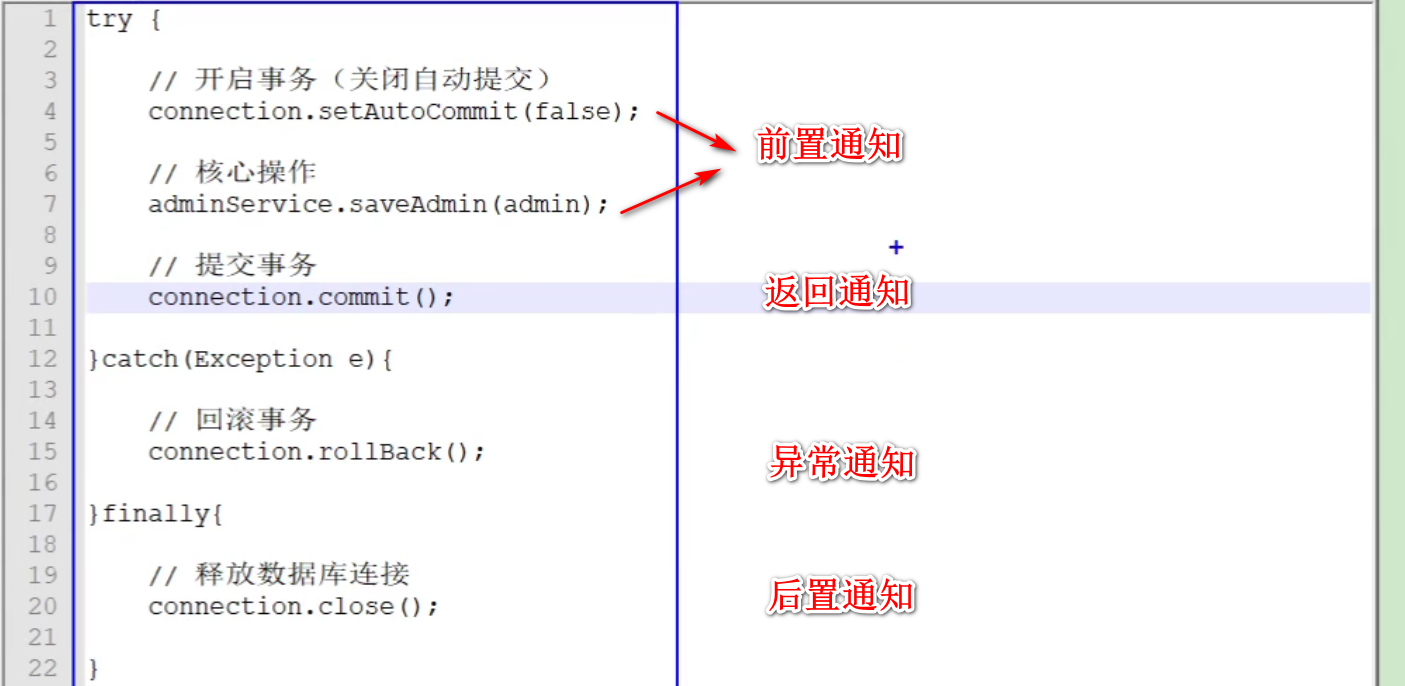 1 try {
2
3 // 开启事务（关闭自动提交）
4 connection.setAutoCommit(false);
5
前置通知
6 // 核心操作
7 adminService.saveAdmin(admin);
8
9 // 提交事务
10 connection.commit(); 返回通知
11
12 }catch(Exception e){
13
14 // 回滚事务
15 connection.rollBack(); 异常通知
16
17 }finally{
18
19 // 释放数据库连接
20 connection.close(); 后置通知
21
22 }